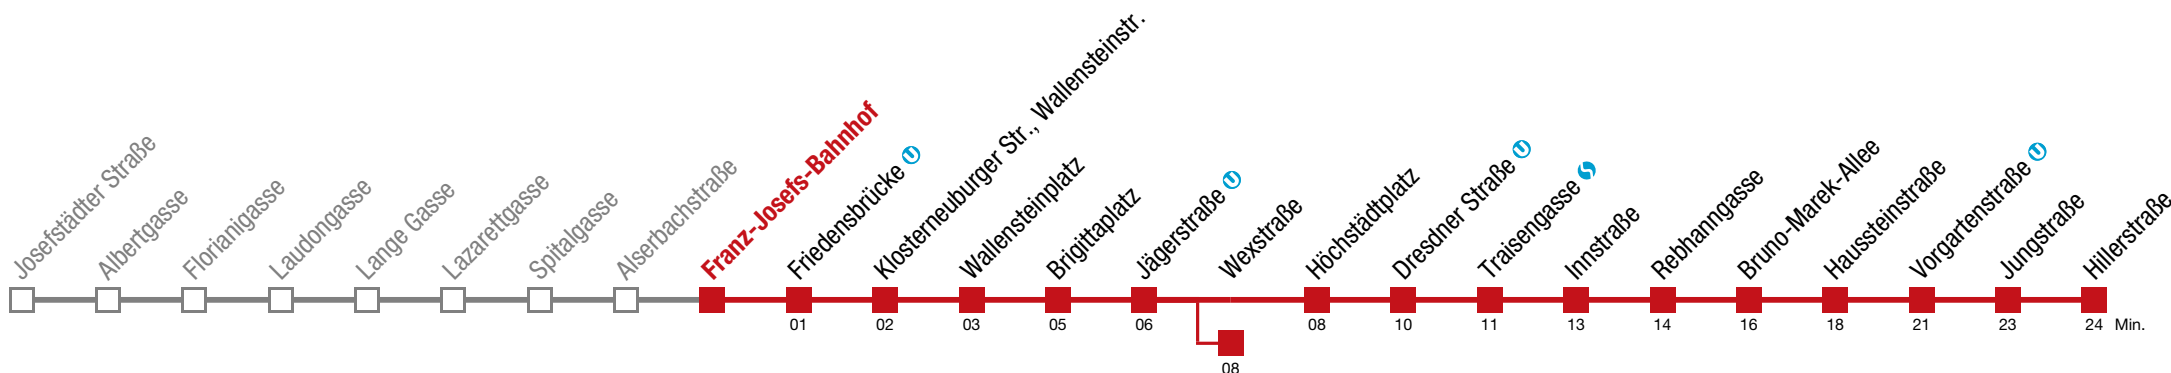 Josefstädter Straße
Albertgasse
Florianigasse
Laudongasse
Lange Gasse
Lazarettgasse
Spitalgasse
Alserbachstraße
Franz-Josefs-Bahnhof
Friedensbrücke U
Klosterneuburger Str., Wallensteinstr.
Wallensteinplatz
Brigittaplatz
Jägerstraße U
Wexstraße
Höchstädtplatz
Dresdner Straße U
Traisengasse S
Innstraße
Rebhanngasse
Bruno-Marek-Allee
Haussteinstraße
Vorgartenstraße U
Jungstraße
Hillerstraße
01 02 03 05 06 08 10 11 13 14 16 18 21 23 24 Min.
08